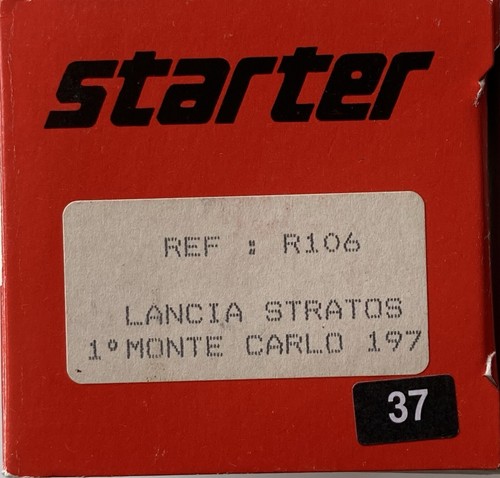 starter
REF : R106
LANCIA STRATOS
1° MONTE CARLO 197
37